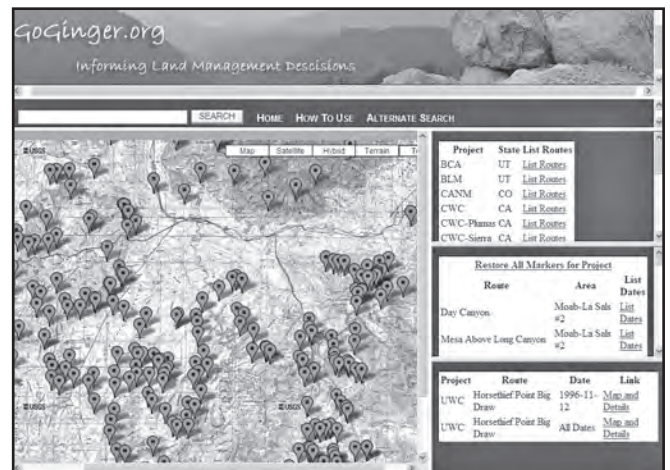 GoGinger.org
Informing Land Management Descisions
SEARCH HOME HOW TO USE ALTERNATE SEARCH
USGS
Map Satellite Hybrid Terrain
USGS
USGS
Project State List Routes
BCA UT List Routes
BLM UT List Routes
CANM CO List Routes
CWC CA List Routes
CWC-Plumas CA List Routes
CWC-Sierra CA List Routes
Restore All Markers for Project
Route Area List Dates
Day Canyon Moab-La Sals #2 List Dates
Mesa Above Long Canyon Moab-La Sals #2 List Dates
Project Route Date Link
UWC Horsethief Point Big Draw 1996-11-12 Map and Details
UWC Horsethief Point Big Draw All Dates Map and Details